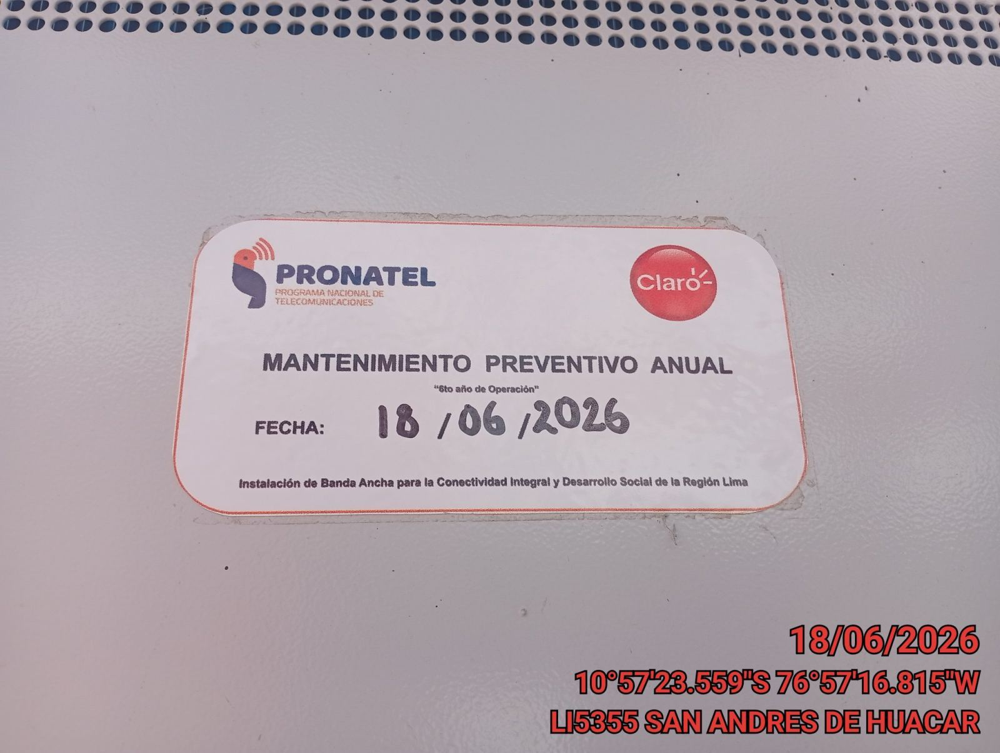 PRONATEL
PROGRAMA NACIONAL DE
TELECOMUNICACIONES
Claro
MANTENIMIENTO PREVENTIVO ANUAL
"6to año de Operación"
FECHA: 18/06/2026
Instalación de Banda Ancha para la Conectividad Integral y Desarrollo Social de la Región Lima
18/06/2026
10°57'23.559"S 76°57'16.815"W
LI5355 SAN ANDRES DE HUACAR